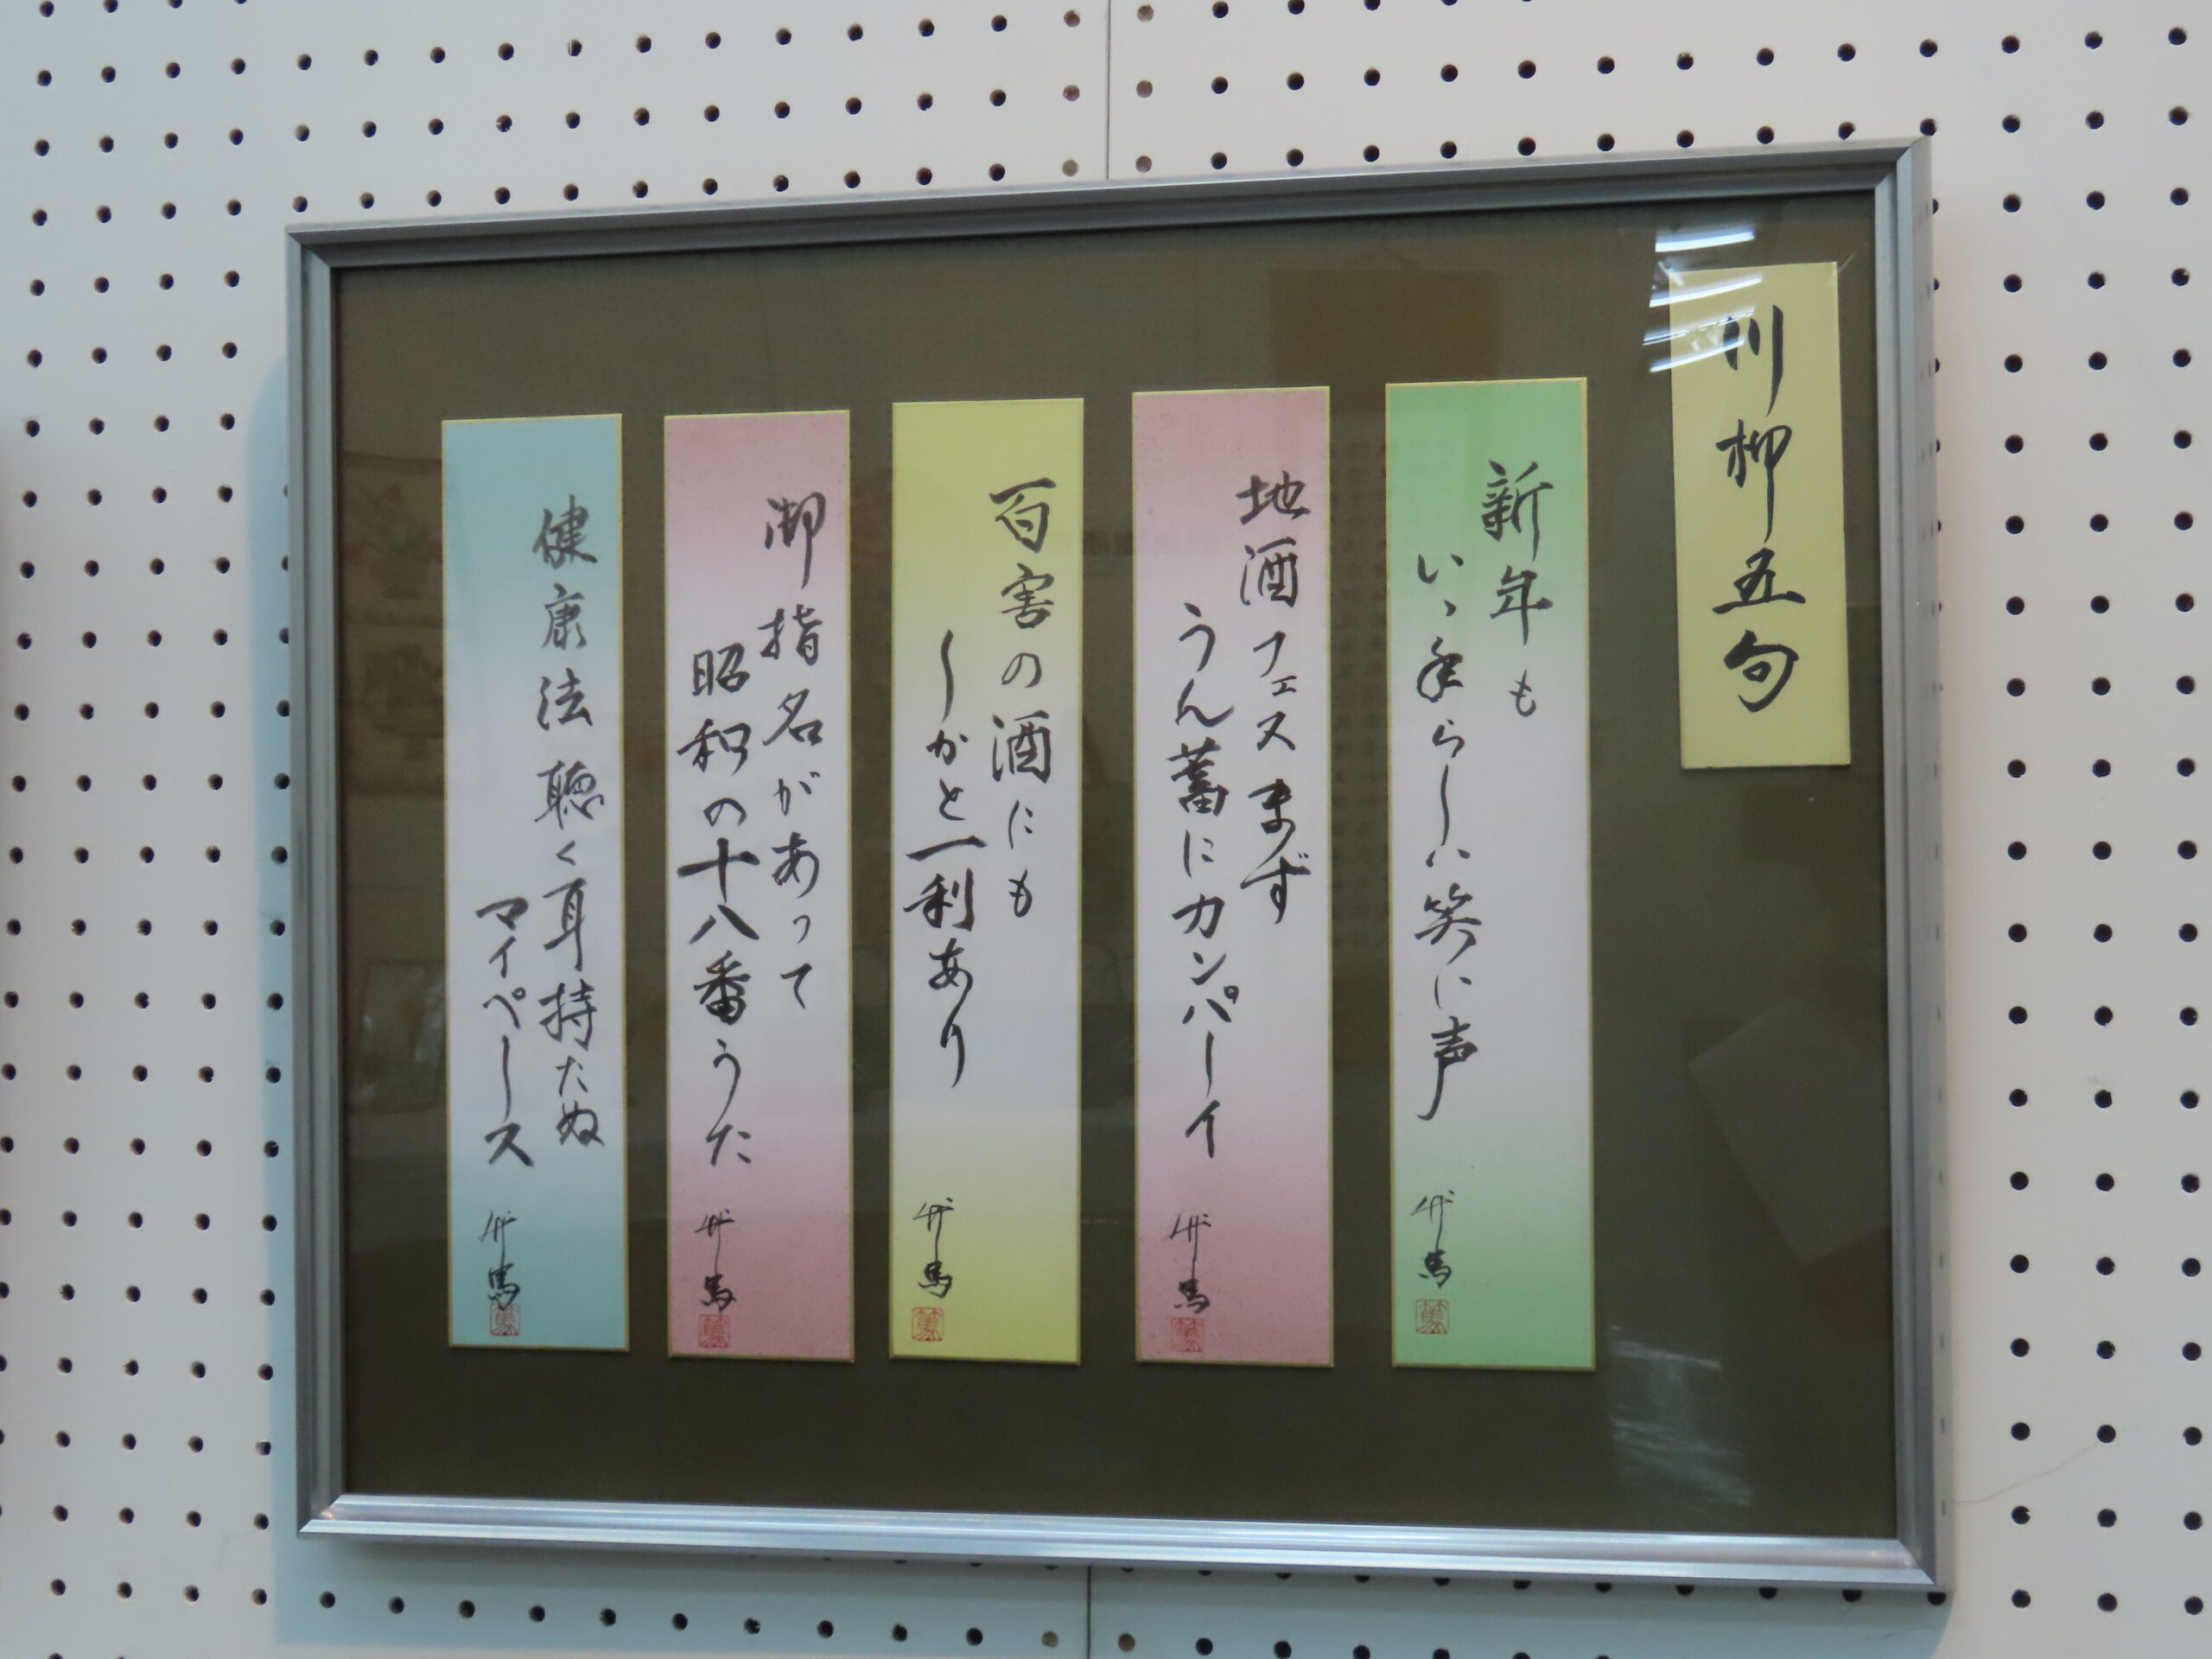 川柳五句
新年も
いゝ年らしい笑い声
地酒フェスまず
うん蓄にカンパーイ
百害の酒にも
しかと一利あり
御指名があって
昭和の十八番うた
健康法聴く耳持たぬ
マイペース